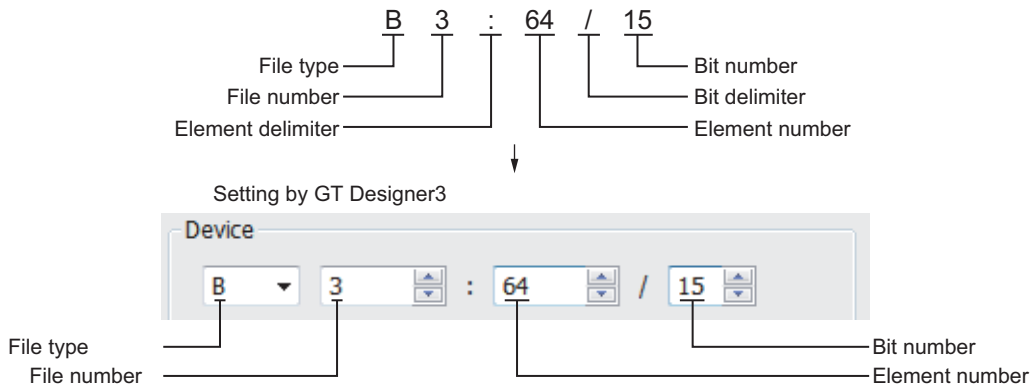 B 3 : 64 / 15
File type Bit number
File number Bit delimiter
Element delimiter Element number
Setting by GT Designer3
Device
B 3 : 64 / 15
File type Bit number
File number Element number